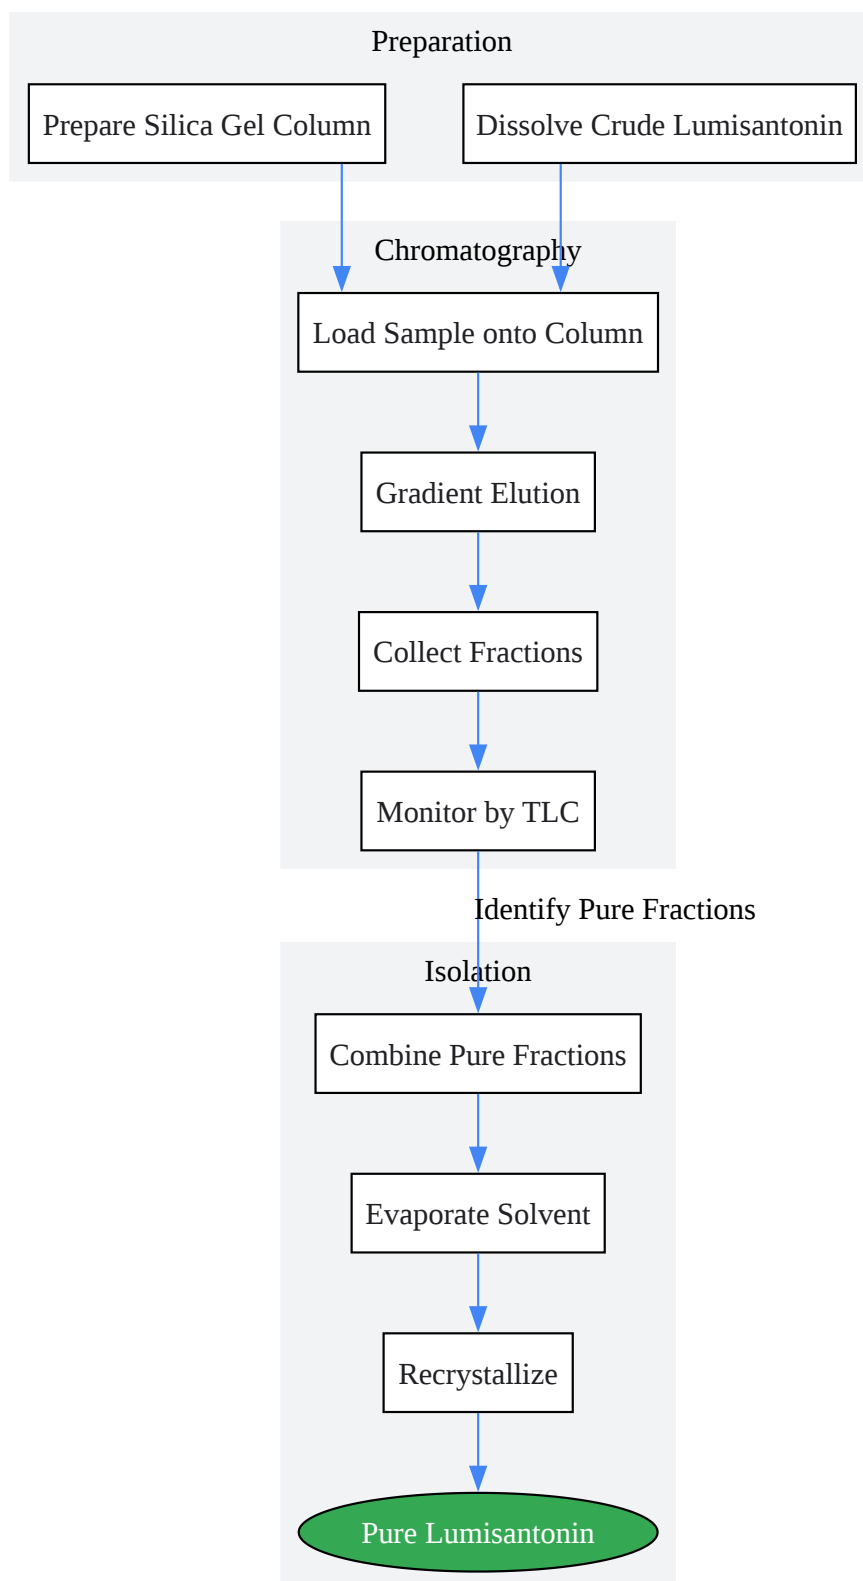 Preparation
Prepare Silica Gel Column
Dissolve Crude Lumisantonin
Chromatography
Load Sample onto Column
Gradient Elution
Collect Fractions
Monitor by TLC
Identify Pure Fractions
Isolation
Combine Pure Fractions
Evaporate Solvent
Recrystallize
Pure Lumisantonin